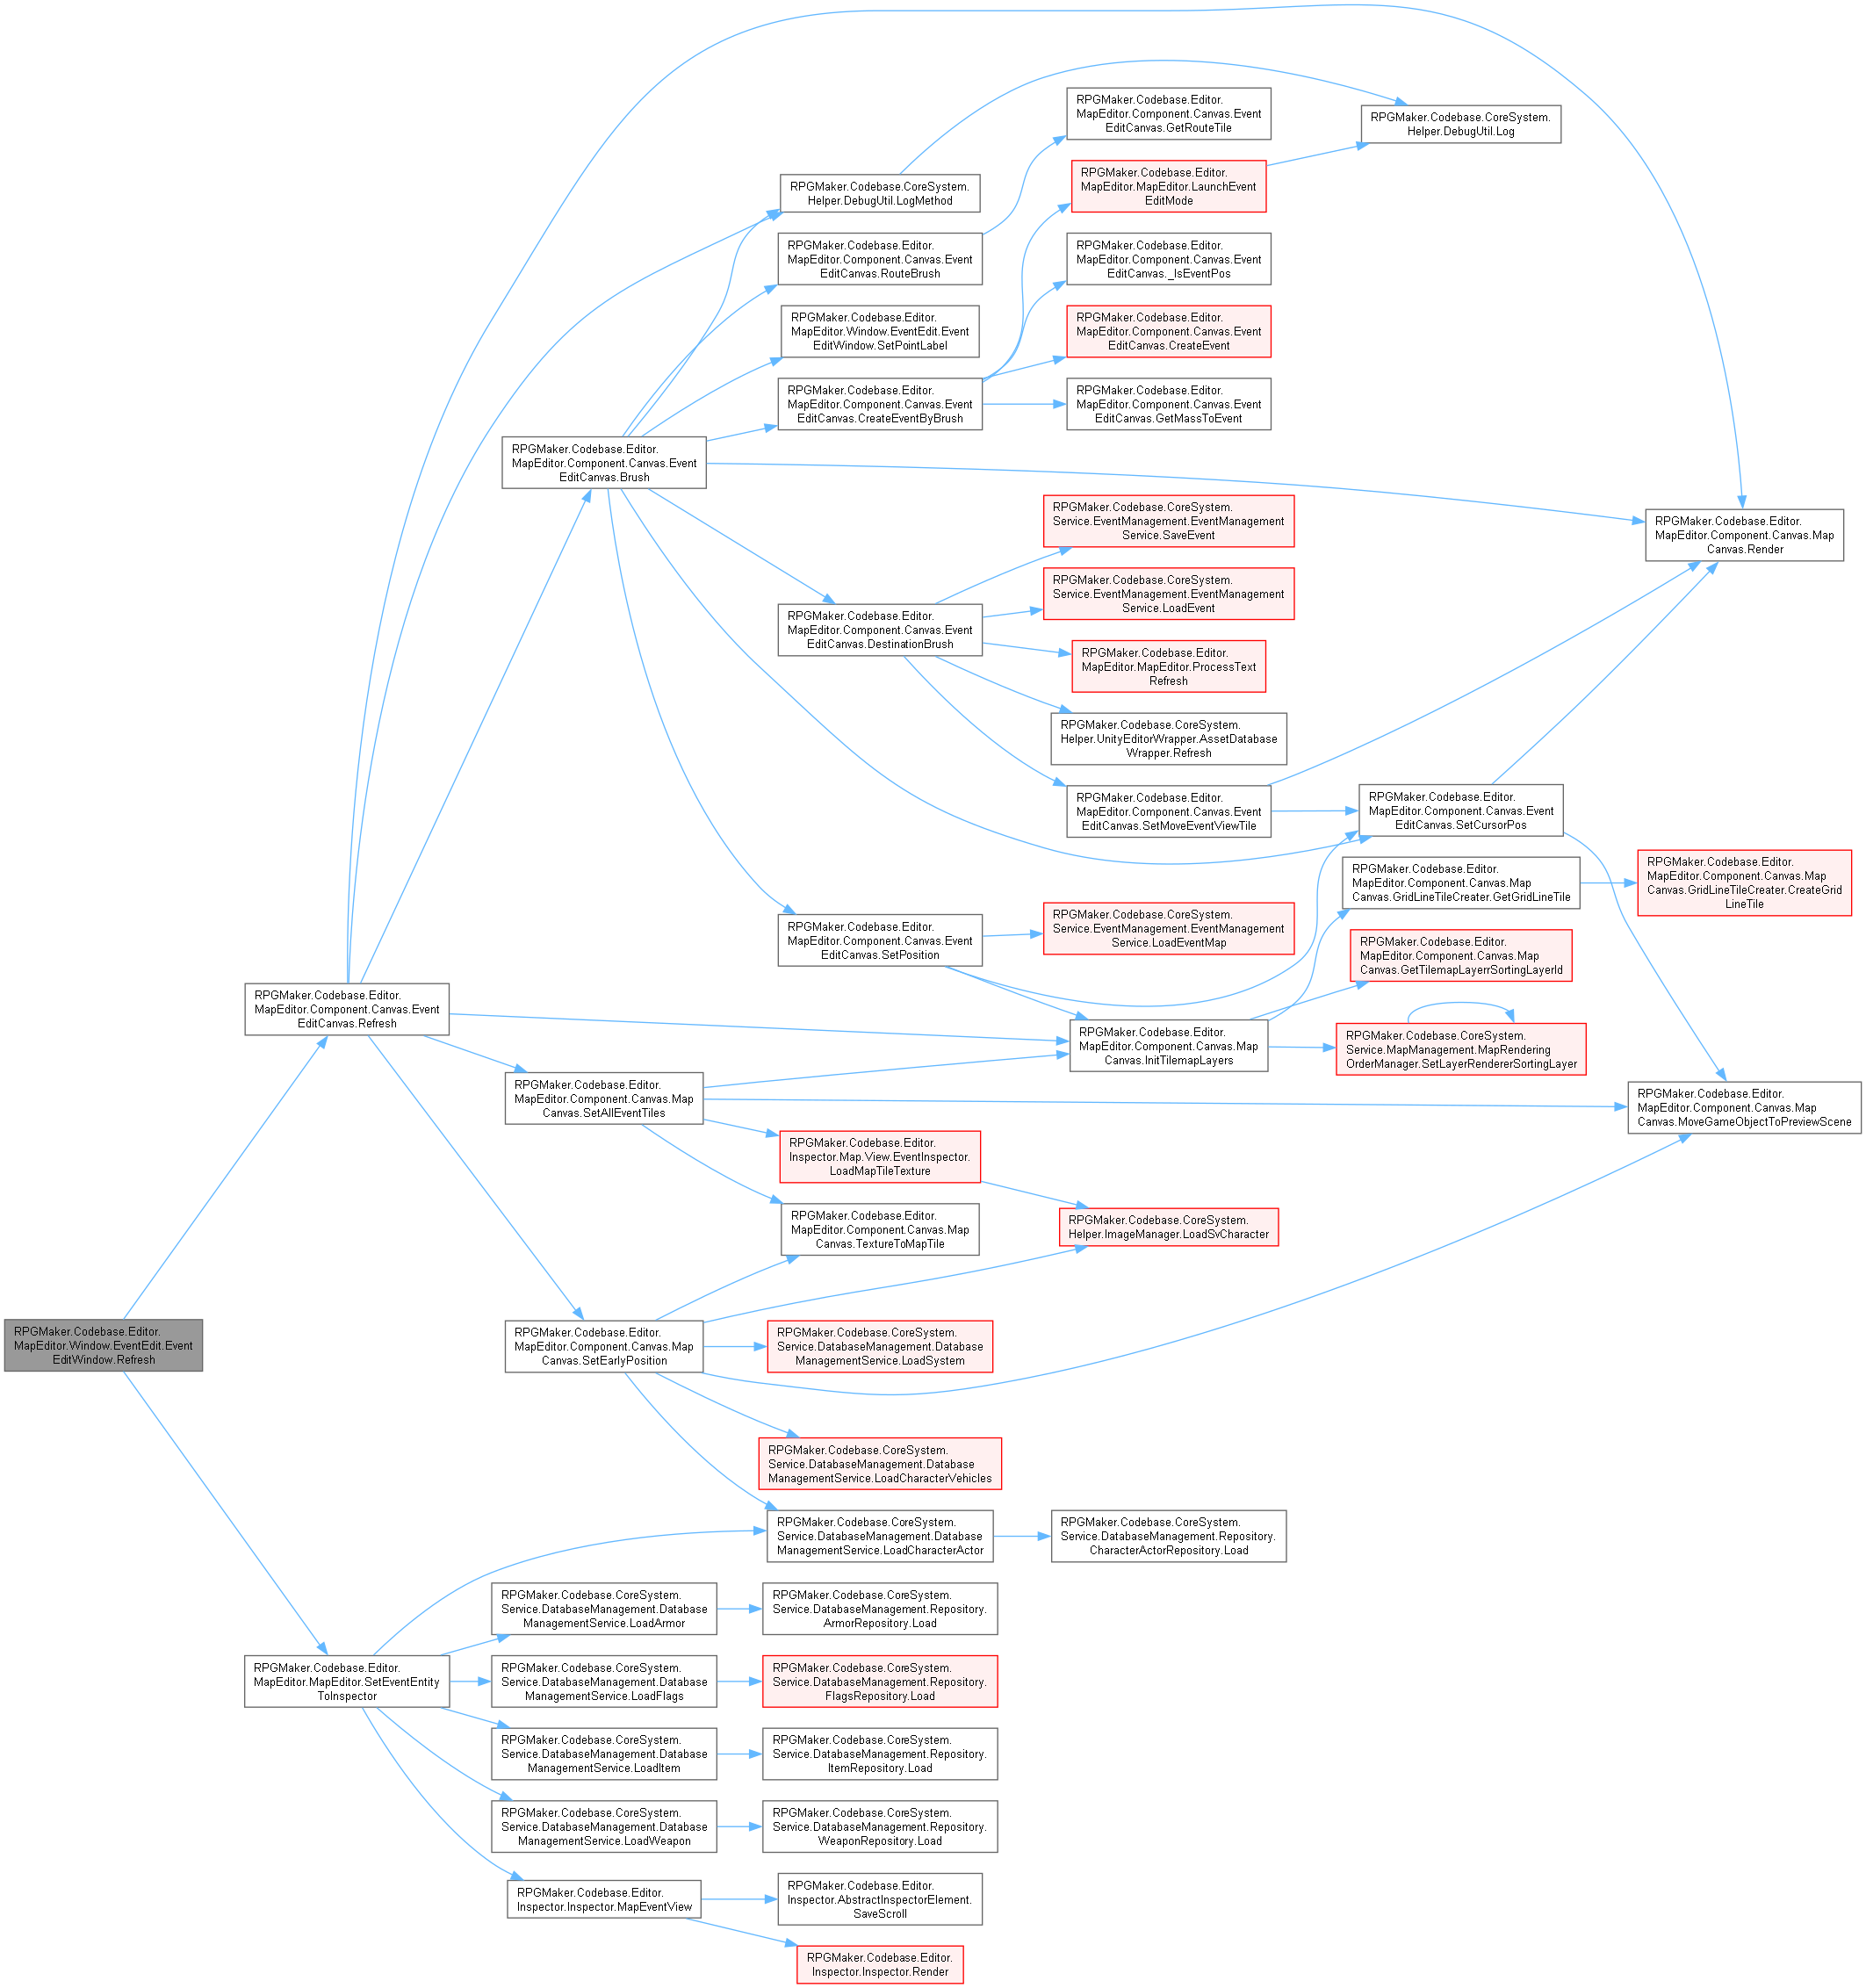 RPGMaker.Codebase.Editor.
MapEditor.Window.EventEdit.Event
EditWindow.Refresh
RPGMaker.Codebase.Editor.
MapEditor.Component.Canvas.Event
EditCanvas.Refresh
RPGMaker.Codebase.Editor.
MapEditor.MapEditor.SetEventEntity
ToInspector
RPGMaker.Codebase.Editor.
MapEditor.Component.Canvas.Event
EditCanvas.Brush
RPGMaker.Codebase.Editor.
MapEditor.Component.Canvas.Map
Canvas.SetAllEventTiles
RPGMaker.Codebase.Editor.
MapEditor.Component.Canvas.Map
Canvas.SetEarlyPosition
RPGMaker.Codebase.CoreSystem.
Service.DatabaseManagement.Database
ManagementService.LoadArmor
RPGMaker.Codebase.CoreSystem.
Service.DatabaseManagement.Database
ManagementService.LoadFlags
RPGMaker.Codebase.CoreSystem.
Service.DatabaseManagement.Database
ManagementService.LoadItem
RPGMaker.Codebase.CoreSystem.
Service.DatabaseManagement.Database
ManagementService.LoadWeapon
RPGMaker.Codebase.Editor.
Inspector.Inspector.MapEventView
RPGMaker.Codebase.CoreSystem.
Helper.DebugUtil.LogMethod
RPGMaker.Codebase.Editor.
MapEditor.Component.Canvas.Event
EditCanvas.RouteBrush
RPGMaker.Codebase.Editor.
MapEditor.Window.EventEdit.Event
EditWindow.SetPointLabel
RPGMaker.Codebase.Editor.
MapEditor.Component.Canvas.Event
EditCanvas.CreateEventByBrush
RPGMaker.Codebase.Editor.
MapEditor.Component.Canvas.Event
EditCanvas.DestinationBrush
RPGMaker.Codebase.Editor.
MapEditor.Component.Canvas.Event
EditCanvas.SetPosition
RPGMaker.Codebase.Editor.
Inspector.Map.View.EventInspector.
LoadMapTileTexture
RPGMaker.Codebase.Editor.
MapEditor.Component.Canvas.Map
Canvas.TextureToMapTile
RPGMaker.Codebase.CoreSystem.
Service.DatabaseManagement.Database
ManagementService.LoadSystem
RPGMaker.Codebase.CoreSystem.
Service.DatabaseManagement.Database
ManagementService.LoadCharacterVehicles
RPGMaker.Codebase.CoreSystem.
Service.DatabaseManagement.Database
ManagementService.LoadCharacterActor
RPGMaker.Codebase.CoreSystem.
Service.DatabaseManagement.Repository.
ArmorRepository.Load
RPGMaker.Codebase.CoreSystem.
Service.DatabaseManagement.Repository.
FlagsRepository.Load
RPGMaker.Codebase.CoreSystem.
Service.DatabaseManagement.Repository.
ItemRepository.Load
RPGMaker.Codebase.CoreSystem.
Service.DatabaseManagement.Repository.
WeaponRepository.Load
RPGMaker.Codebase.Editor.
Inspector.AbstractInspectorElement.
SaveScroll
RPGMaker.Codebase.Editor.
Inspector.Inspector.Render
RPGMaker.Codebase.Editor.
MapEditor.Component.Canvas.Event
EditCanvas.GetRouteTile
RPGMaker.Codebase.Editor.
MapEditor.MapEditor.LaunchEvent
EditMode
RPGMaker.Codebase.Editor.
MapEditor.Component.Canvas.Event
EditCanvas._IsEventPos
RPGMaker.Codebase.Editor.
MapEditor.Component.Canvas.Event
EditCanvas.CreateEvent
RPGMaker.Codebase.Editor.
MapEditor.Component.Canvas.Event
EditCanvas.GetMassToEvent
RPGMaker.Codebase.CoreSystem.
Service.EventManagement.EventManagement
Service.SaveEvent
RPGMaker.Codebase.CoreSystem.
Service.EventManagement.EventManagement
Service.LoadEvent
RPGMaker.Codebase.Editor.
MapEditor.MapEditor.ProcessText
Refresh
RPGMaker.Codebase.CoreSystem.
Helper.UnityEditorWrapper.AssetDatabase
Wrapper.Refresh
RPGMaker.Codebase.Editor.
MapEditor.Component.Canvas.Event
EditCanvas.SetMoveEventViewTile
RPGMaker.Codebase.CoreSystem.
Service.EventManagement.EventManagement
Service.LoadEventMap
RPGMaker.Codebase.Editor.
MapEditor.Component.Canvas.Map
Canvas.InitTilemapLayers
RPGMaker.Codebase.CoreSystem.
Helper.ImageManager.LoadSvCharacter
RPGMaker.Codebase.CoreSystem.
Service.DatabaseManagement.Repository.
CharacterActorRepository.Load
RPGMaker.Codebase.CoreSystem.
Helper.DebugUtil.Log
RPGMaker.Codebase.Editor.
MapEditor.Component.Canvas.Event
EditCanvas.SetCursorPos
RPGMaker.Codebase.Editor.
MapEditor.Component.Canvas.Map
Canvas.GridLineTileCreater.GetGridLineTile
RPGMaker.Codebase.Editor.
MapEditor.Component.Canvas.Map
Canvas.GetTilemapLayerrSortingLayerId
RPGMaker.Codebase.CoreSystem.
Service.MapManagement.MapRendering
OrderManager.SetLayerRendererSortingLayer
RPGMaker.Codebase.Editor.
MapEditor.Component.Canvas.Map
Canvas.Render
RPGMaker.Codebase.Editor.
MapEditor.Component.Canvas.Map
Canvas.GridLineTileCreater.CreateGrid
LineTile
RPGMaker.Codebase.Editor.
MapEditor.Component.Canvas.Map
Canvas.MoveGameObjectToPreviewScene